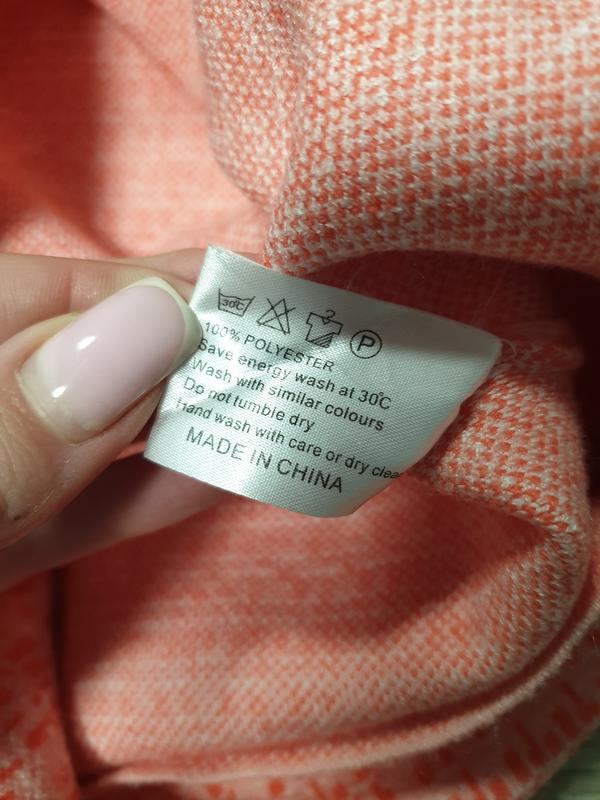 30C P
100% POLYESTER
Save energy wash at 30℃
Wash with similar colours
Do not tumble dry
Hand wash with care or dry clea
MADE IN CHINA